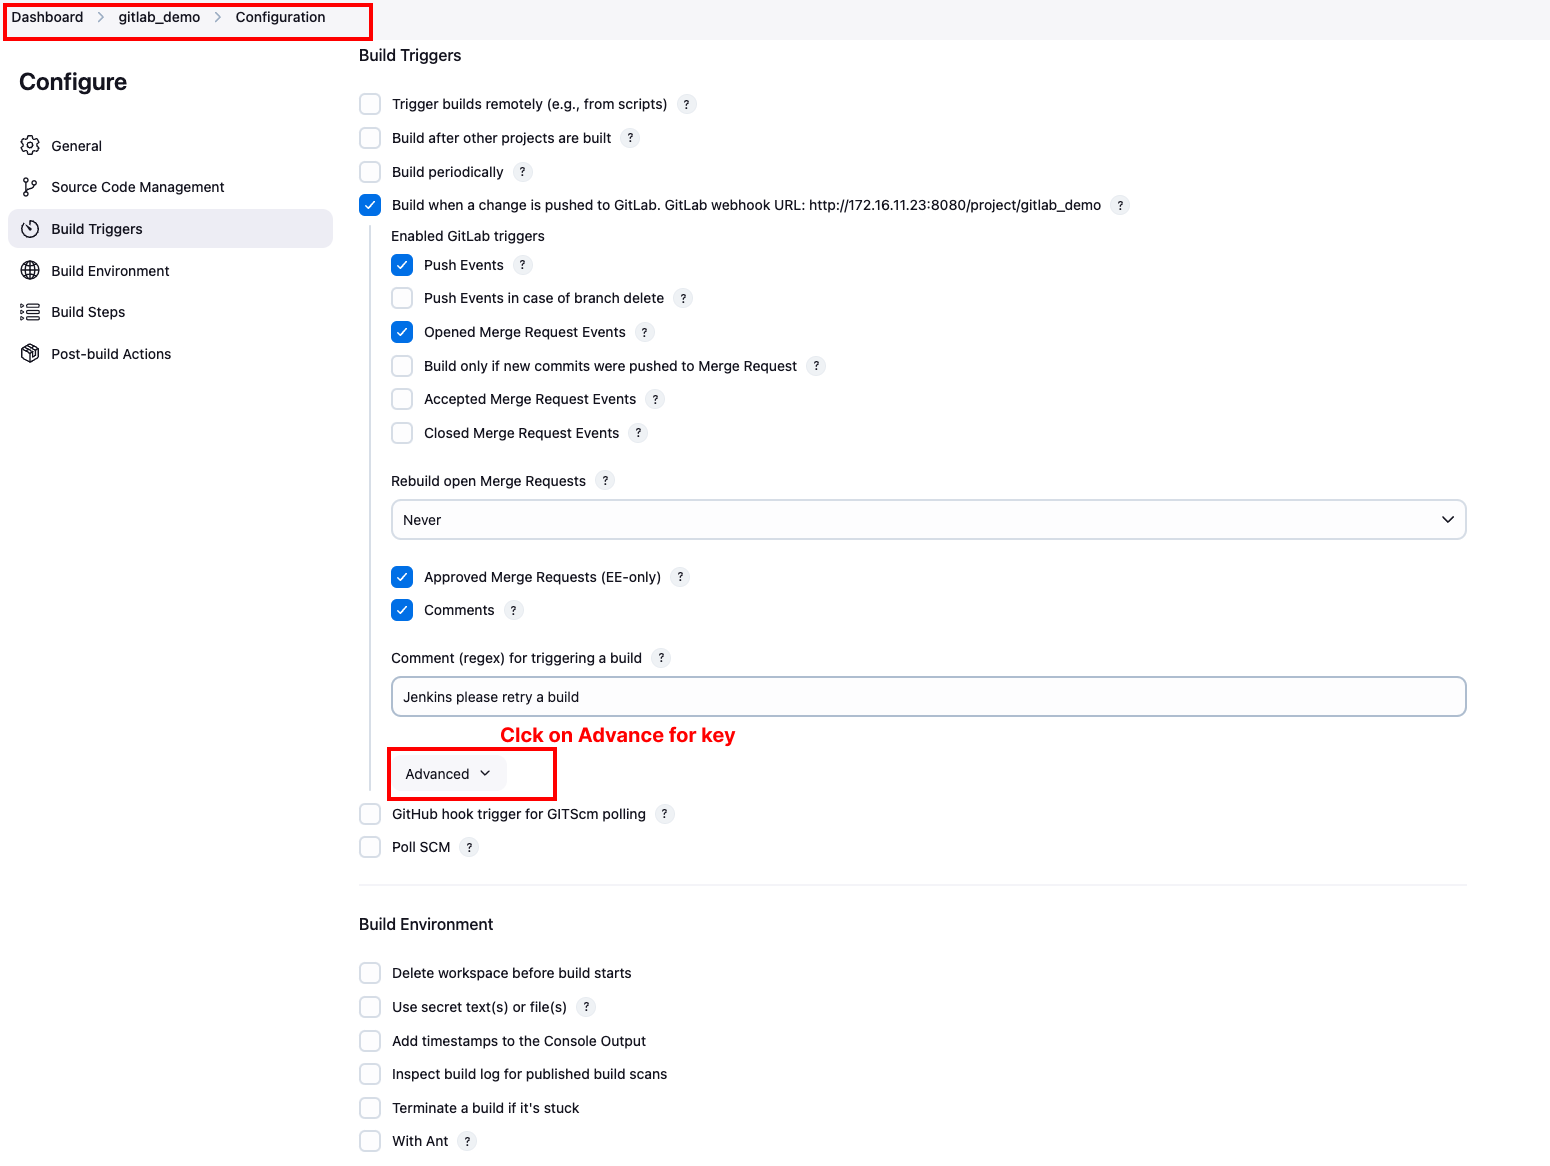 Dashboard > gitlab_demo > Configuration
Configure
General
Source Code Management
Build Triggers
Build Environment
Build Steps
Post-build Actions
Build Triggers
Trigger builds remotely (e.g., from scripts) ?
Build after other projects are built ?
Build periodically ?
Build when a change is pushed to GitLab. GitLab webhook URL: http://172.16.11.23:8080/project/gitlab_demo ?
Enabled GitLab triggers
Push Events ?
Push Events in case of branch delete ?
Opened Merge Request Events ?
Build only if new commits were pushed to Merge Request ?
Accepted Merge Request Events ?
Closed Merge Request Events ?
Rebuild open Merge Requests ?
Never
Approved Merge Requests (EE-only) ?
Comments ?
Comment (regex) for triggering a build ?
Jenkins please retry a build
Clck on Advance for key
Advanced
GitHub hook trigger for GITScm polling ?
Poll SCM ?
Build Environment
Delete workspace before build starts
Use secret text(s) or file(s) ?
Add timestamps to the Console Output
Inspect build log for published build scans
Terminate a build if it's stuck
With Ant ?